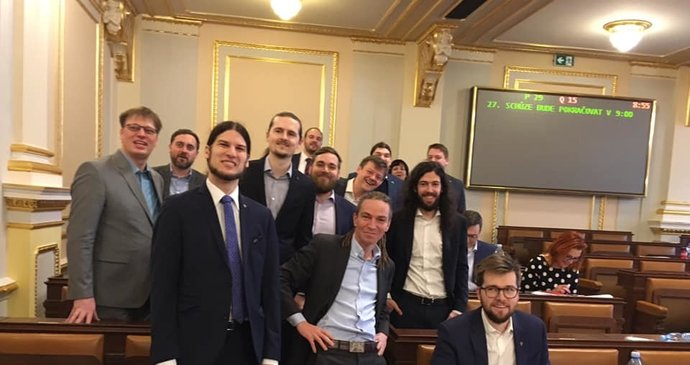 P 29 Q 15 8:55
27. SCHŮZE BUDE POKRAČOVAT V 9:00